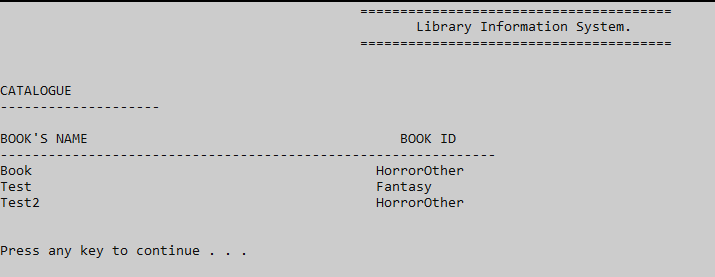 =======================================
Library Information System.
=======================================
CATALOGUE
--------------------
BOOK'S NAME BOOK ID
--------------------------------------------------------------
Book HorrorOther
Test Fantasy
Test2 HorrorOther
Press any key to continue . . .